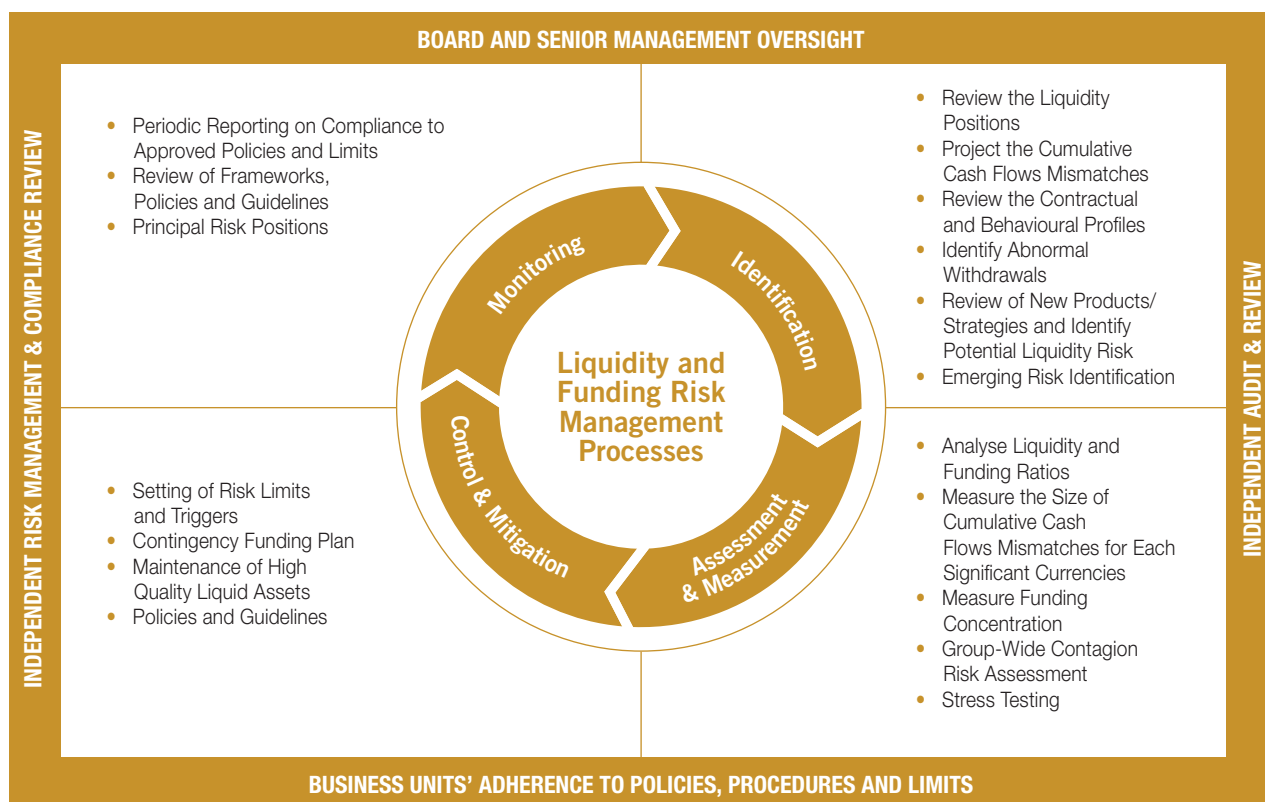 BOARD AND SENIOR MANAGEMENT OVERSIGHT
INDEPENDENT RISK MANAGEMENT & COMPLIANCE REVIEW
• Periodic Reporting on Compliance to
Approved Policies and Limits
• Review of Frameworks,
Policies and Guidelines
• Principal Risk Positions
• Review the Liquidity
Positions
• Project the Cumulative
Cash Flows Mismatches
• Review the Contractual
and Behavioural Profiles
• Identify Abnormal
Withdrawals
• Review of New Products/
Strategies and Identify
Potential Liquidity Risk
• Emerging Risk Identification
Monitoring
Identification
Liquidity and
Funding Risk
Management
Processes
Control & Mitigation
Assessment
& Measurement
• Setting of Risk Limits
and Triggers
• Contingency Funding Plan
• Maintenance of High
Quality Liquid Assets
• Policies and Guidelines
• Analyse Liquidity and
Funding Ratios
• Measure the Size of
Cumulative Cash
Flows Mismatches for Each
Significant Currencies
• Measure Funding
Concentration
• Group-Wide Contagion
Risk Assessment
• Stress Testing
INDEPENDENT AUDIT & REVIEW
BUSINESS UNITS' ADHERENCE TO POLICIES, PROCEDURES AND LIMITS